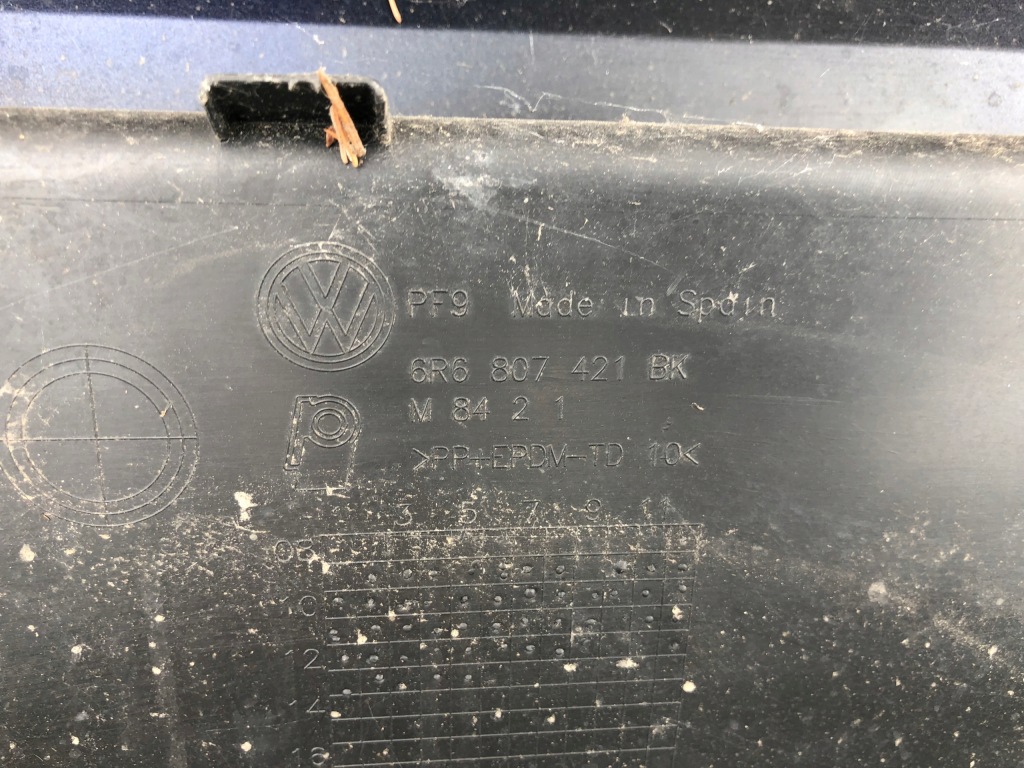 VW PF9 Made in Spain
6R6 807 421 BK
M 84 2 1
>PP+EPDM-TD 10<
3 5 7 9 11
08
10
12
14
16